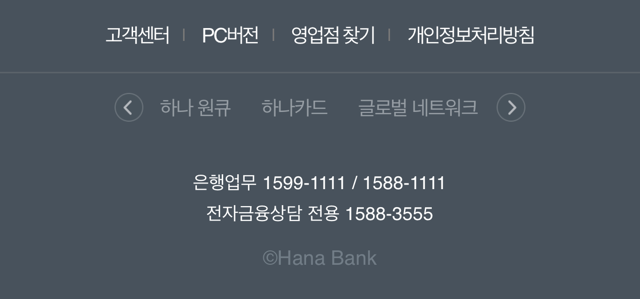 고객센터 | PC버전 | 영업점 찾기 | 개인정보처리방침
하나 원큐 하나카드 글로벌 네트워크
은행업무 1599-1111 / 1588-1111
전자금융상담 전용 1588-3555
©Hana Bank